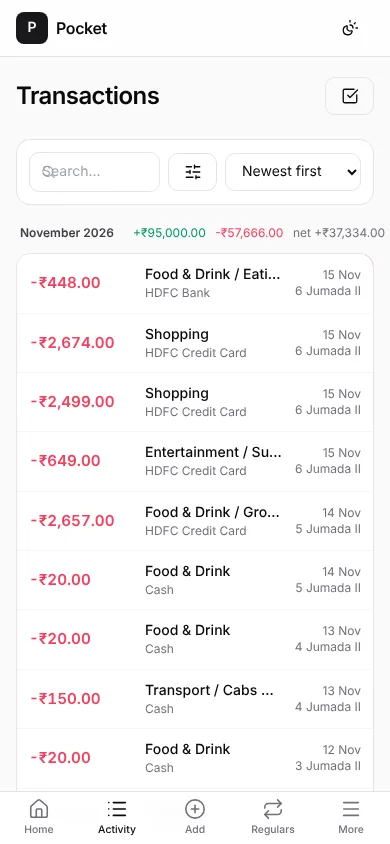 P Pocket
Transactions
Search... Newest first
November 2026 +₹95,000.00 -₹57,666.00 net +₹37,334.00
-₹448.00 Food & Drink / Eati... 15 Nov
HDFC Bank 6 Jumada II
-₹2,674.00 Shopping 15 Nov
HDFC Credit Card 6 Jumada II
-₹2,499.00 Shopping 15 Nov
HDFC Credit Card 6 Jumada II
-₹649.00 Entertainment / Su... 15 Nov
HDFC Credit Card 6 Jumada II
-₹2,657.00 Food & Drink / Gro... 14 Nov
HDFC Credit Card 5 Jumada II
-₹20.00 Food & Drink 14 Nov
Cash 5 Jumada II
-₹20.00 Food & Drink 13 Nov
Cash 4 Jumada II
-₹150.00 Transport / Cabs ... 13 Nov
Cash 4 Jumada II
-₹20.00 Food & Drink 12 Nov
Cash 3 Jumada II
Home Activity Add Regulars More